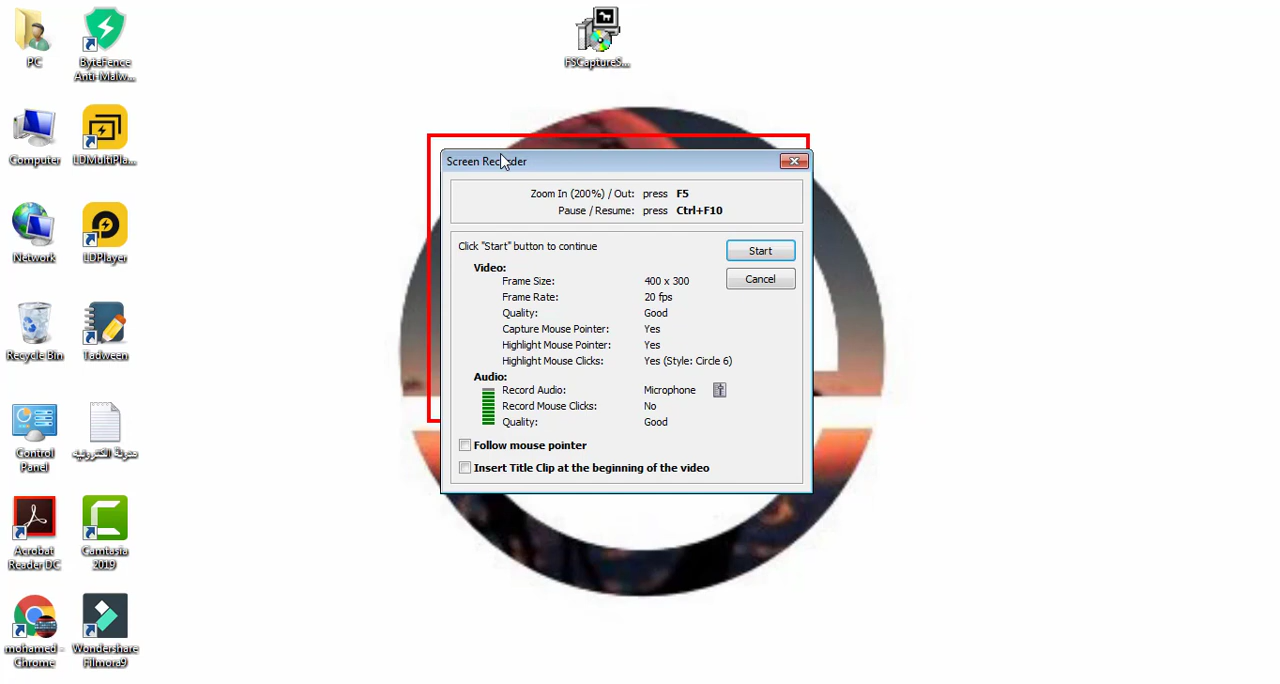 PC
ByteFence
Anti-Malw...
FSCaptureS...
Computer
LDMultiPla...
Network
LDPlayer
Recycle Bin
Tadween
Control
Panel
مدونة الكترونيه
Acrobat
Reader DC
Camtasia
2019
mohamed -
Chrome
Wondershare
Filmora9
Screen Recorder
Zoom In (200%) / Out: press F5
Pause / Resume: press Ctrl+F10
Click "Start" button to continue
Start
Cancel
Video:
Frame Size: 400 x 300
Frame Rate: 20 fps
Quality: Good
Capture Mouse Pointer: Yes
Highlight Mouse Pointer: Yes
Highlight Mouse Clicks: Yes (Style: Circle 6)
Audio:
Record Audio: Microphone
Record Mouse Clicks: No
Quality: Good
Follow mouse pointer
Insert Title Clip at the beginning of the video